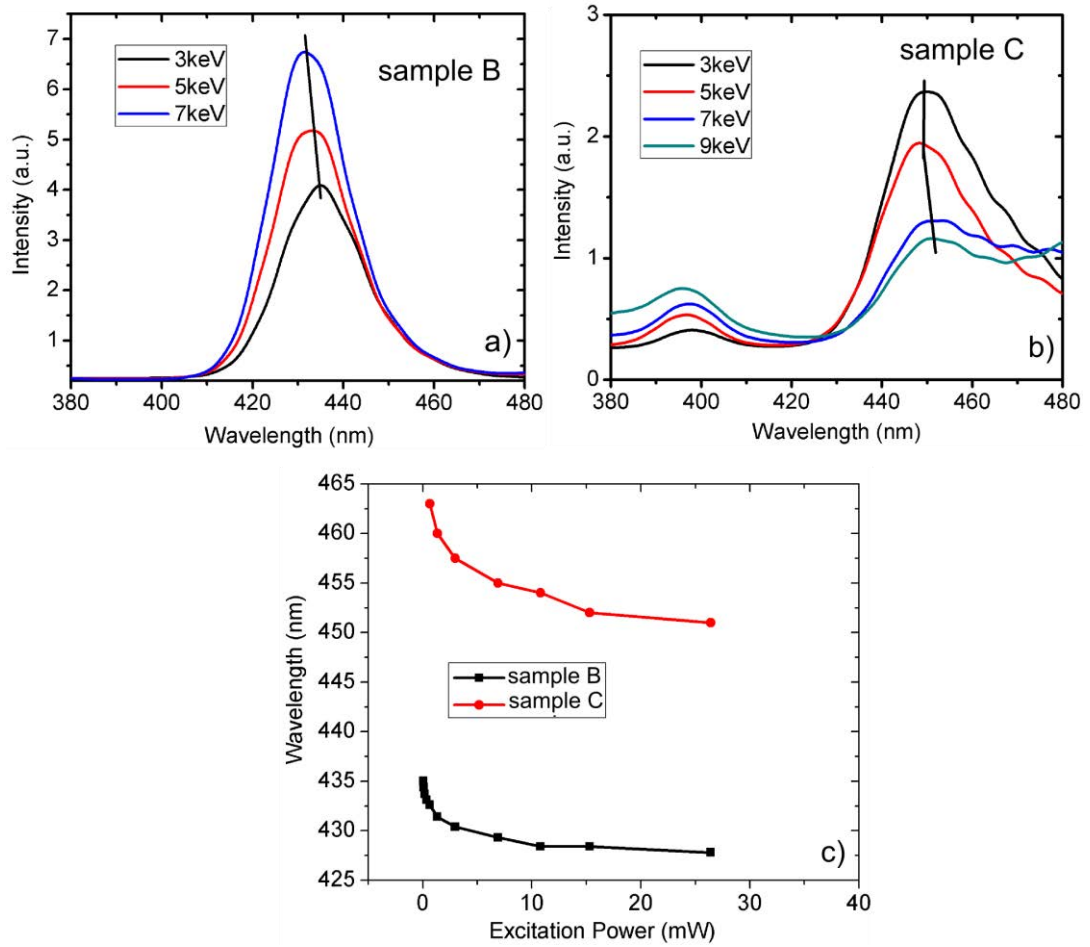 sample B
3keV
5keV
7keV
7
6
5
4
3
2
1
Intensity (a.u.)
a)
380 400 420 440 460 480
Wavelength (nm)
sample C
3keV
5keV
7keV
9keV
3
2
1
0
Intensity (a.u.)
b)
380 400 420 440 460 480
Wavelength (nm)
465
460
455
450
445
440
435
430
425
Wavelength (nm)
sample B
sample C
c)
0 10 20 30 40
Excitation Power (mW)